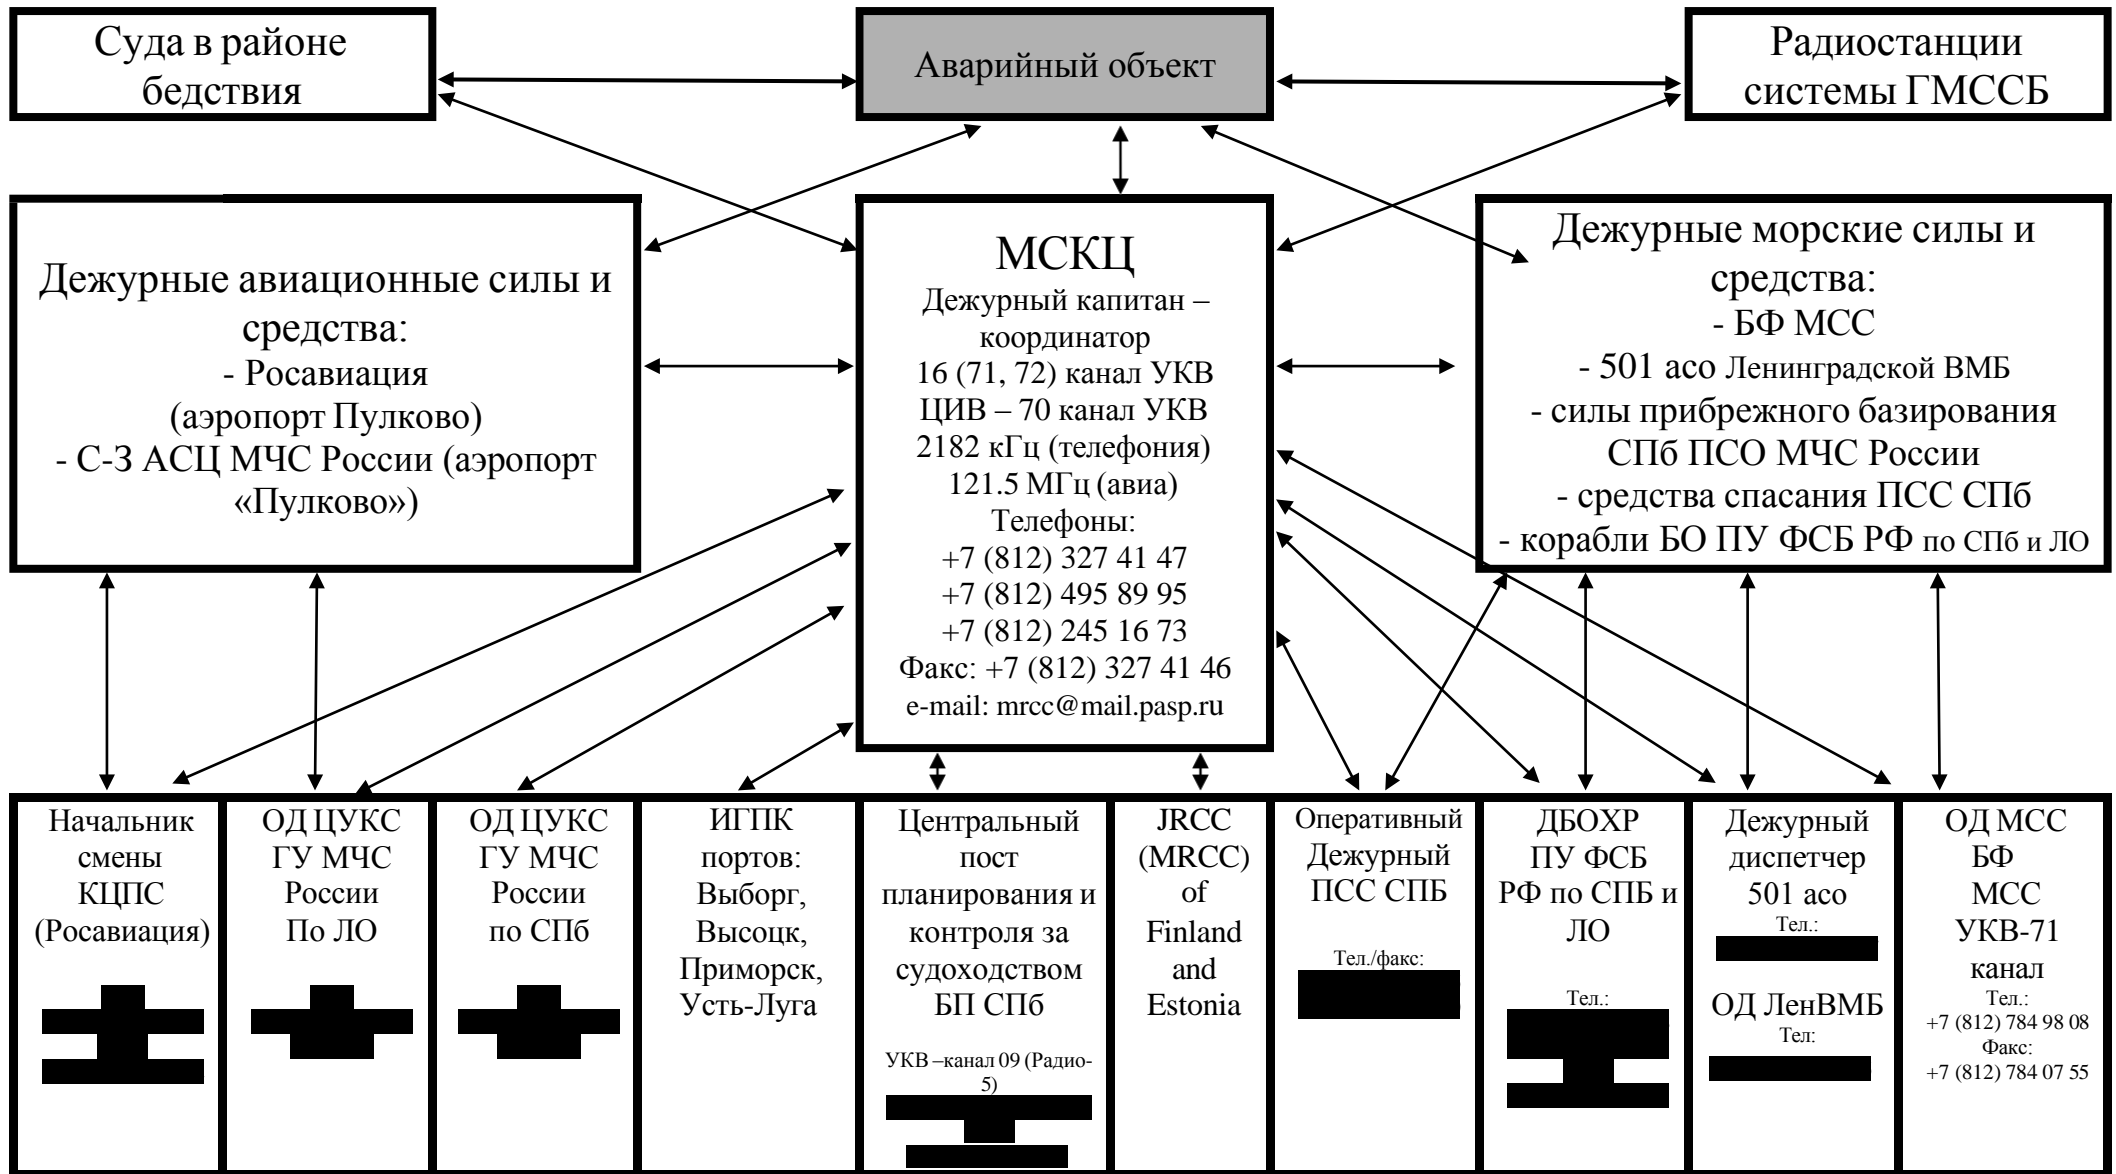 Суда в районе
бедствия
Аварийный объект
Радиостанции
системы ГМССБ
Дежурные авиационные силы и
средства:
- Росавиация
(аэропорт Пулково)
- С-З АСЦ МЧС России (аэропорт
«Пулково»)
МСКЦ
Дежурный капитан –
координатор
16 (71, 72) канал УКВ
ЦИВ – 70 канал УКВ
2182 кГц (телефония)
121.5 МГц (авиа)
Телефоны:
+7 (812) 327 41 47
+7 (812) 495 89 95
+7 (812) 245 16 73
Факс: +7 (812) 327 41 46
e-mail: mrcc@mail.pasp.ru
Дежурные морские силы и
средства:
- БФ МСС
- 501 асо Ленинградской ВМБ
- силы прибрежного базирования
СПб ПСО МЧС России
- средства спасания ПСС СПб
- корабли БО ПУ ФСБ РФ по СПб и ЛО
Начальник
смены
КЦПС
(Росавиация)
ОД ЦУКС
ГУ МЧС
России
По ЛО
ОД ЦУКС
ГУ МЧС
России
по СПб
ИГПК
портов:
Выборг,
Высоцк,
Приморск,
Усть-Луга
Центральный
пост
планирования и
контроля за
судоходством
БП СПб
УКВ –канал 09 (Радио-
5)
JRCC
(MRCC)
of
Finland
and
Estonia
Оперативный
Дежурный
ПСС СПБ
Тел./факс:
ДБОХР
ПУ ФСБ
РФ по СПБ и
ЛО
Тел.:
Дежурный
диспетчер
501 асо
Тел.:
ОД ЛенВМБ
Тел:
ОД МСС
БФ
МСС
УКВ-71
канал
Тел.:
+7 (812) 784 98 08
Факс:
+7 (812) 784 07 55